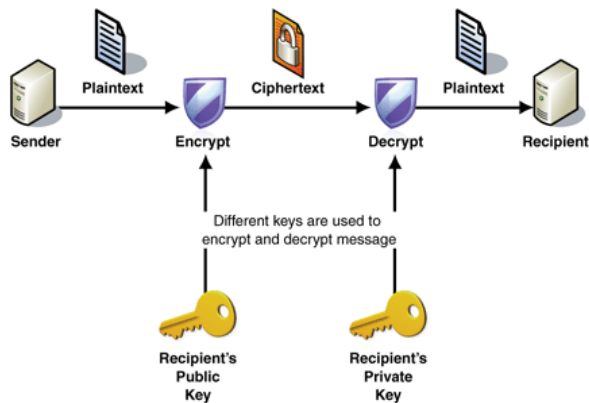 Plaintext
Ciphertext
Plaintext
Sender
Encrypt
Decrypt
Recipient
Different keys are used to
encrypt and decrypt message
Recipient's
Public
Key
Recipient's
Private
Key